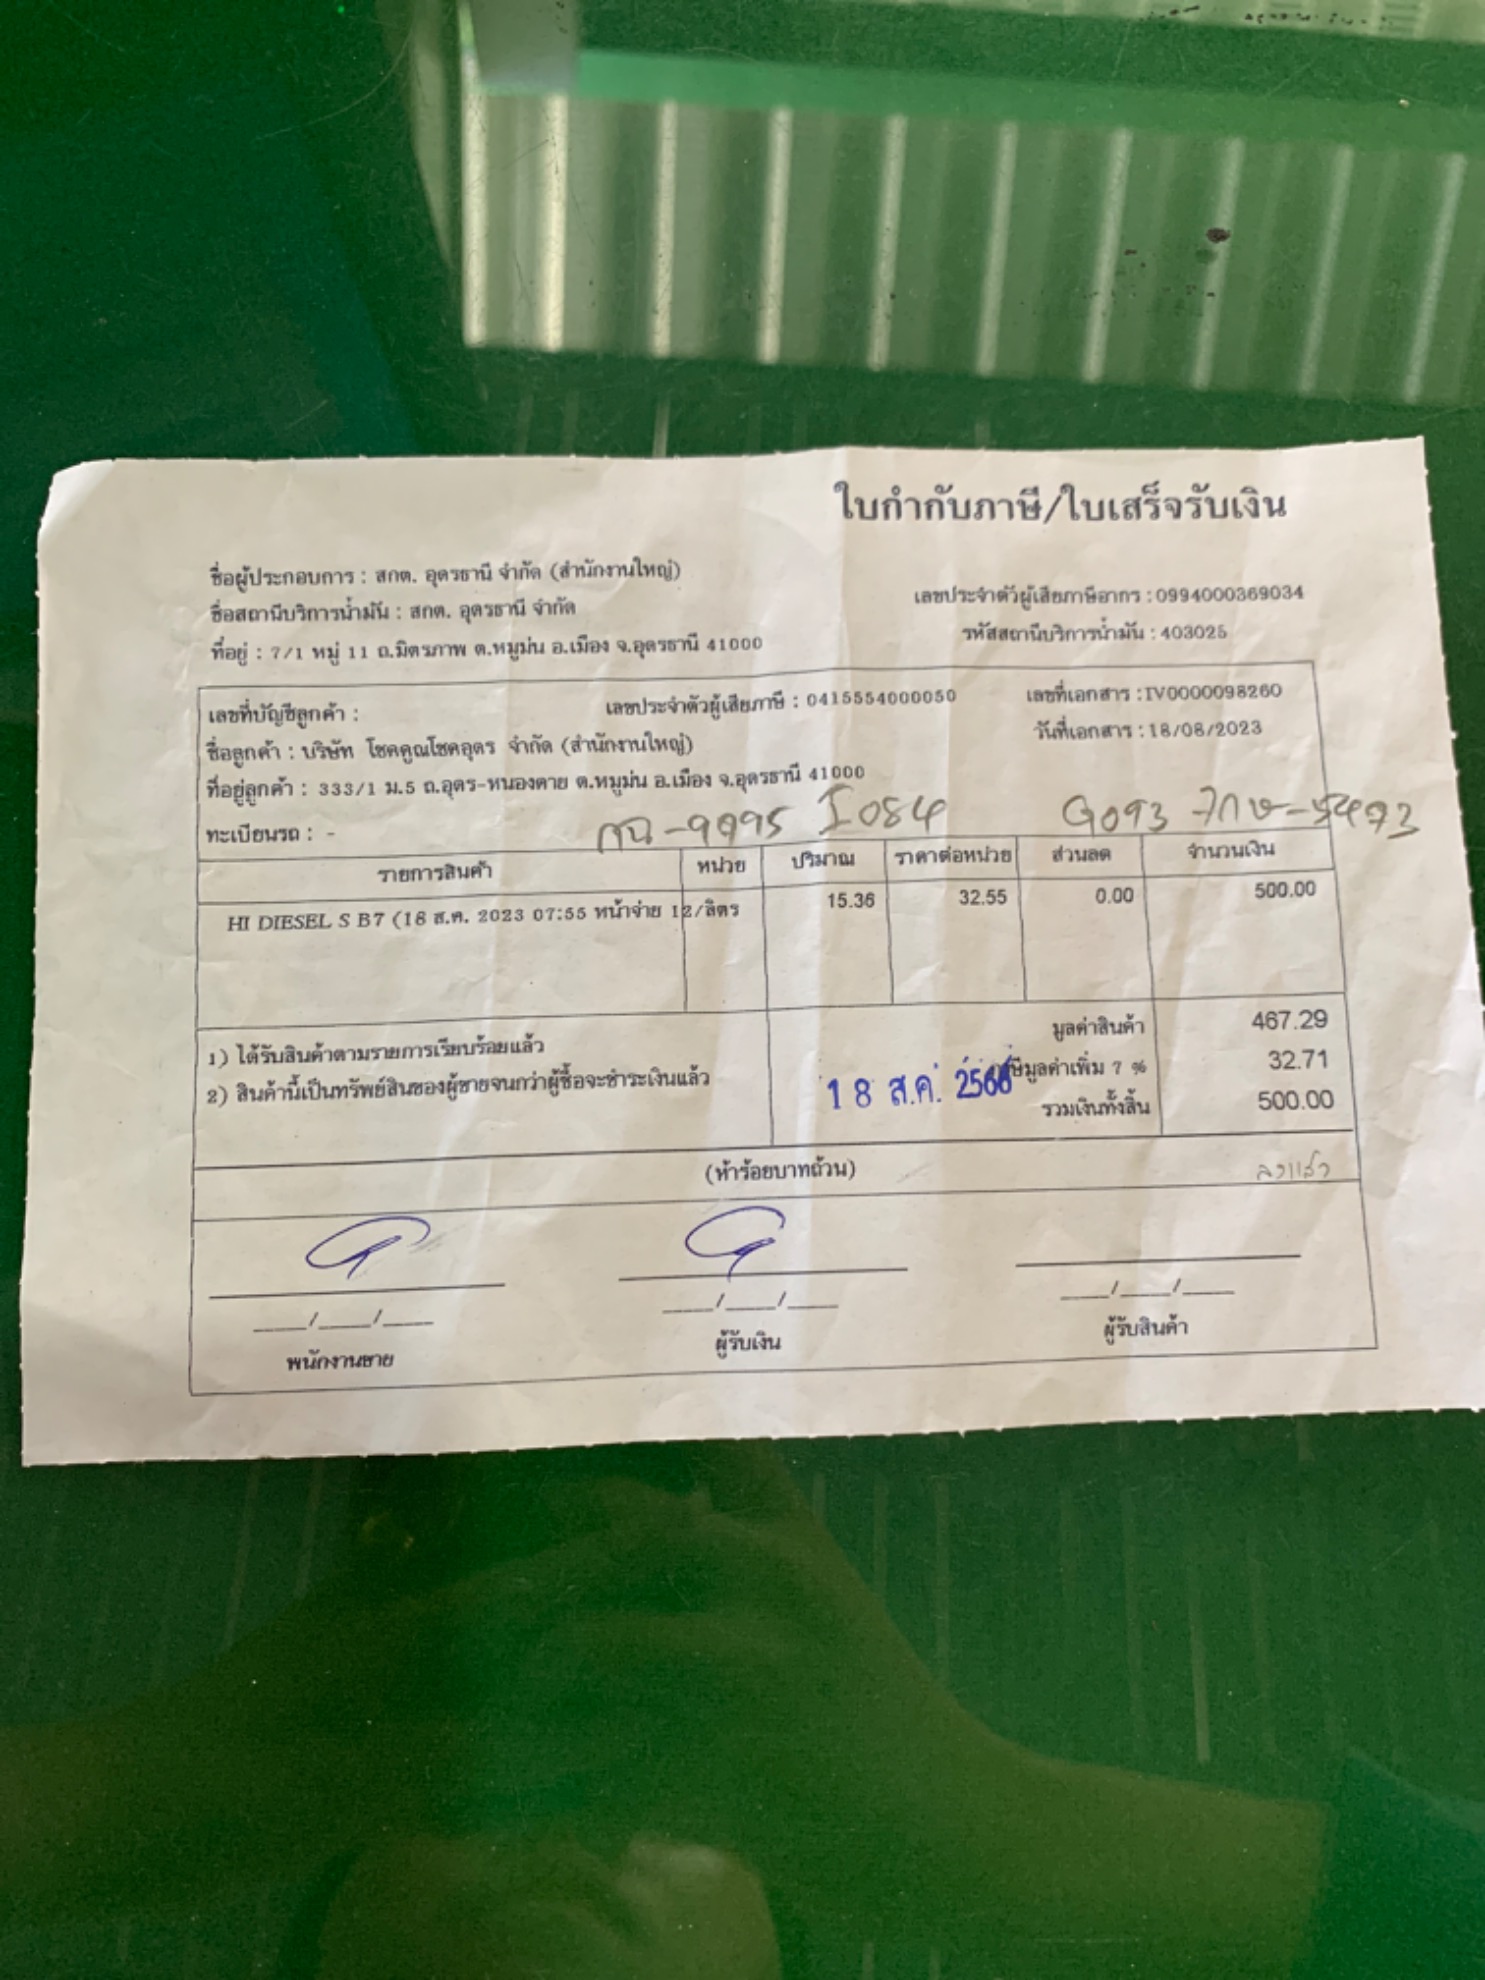 ใบกำกับภาษี/ใบเสร็จรับเงิน
ชื่อผู้ประกอบการ : สกต. อุดรธานี จำกัด (สำนักงานใหญ่)
เลขประจำตัวผู้เสียภาษีอากร : 0994000369034
ชื่อสถานีบริการน้ำมัน : สกต. อุดรธานี จำกัด
รหัสสถานีบริการน้ำมัน : 403025
ที่อยู่ : 7/1 หมู่ 11 ถ.มิตรภาพ ต.หมูม่น อ.เมือง จ.อุดรธานี 41000
เลขที่บัญชีลูกค้า : เลขประจำตัวผู้เสียภาษี : 0415554000050 เลขที่เอกสาร : IV0000098260
ชื่อลูกค้า : บริษัท โชคคูณโชคอุดร จำกัด (สำนักงานใหญ่) วันที่เอกสาร : 18/08/2023
ที่อยู่ลูกค้า : 333/1 ม.5 ถ.อุดร-หนองคาย ต.หมูม่น อ.เมือง จ.อุดรธานี 41000
ทะเบียนรถ : - I084 G093
รายการสินค้า หน่วย ปริมาณ ราคาต่อหน่วย ส่วนลด จำนวนเงิน
HI DIESEL S B7 (18 ส.ค. 2023 07:55 หน้าจ่าย 12/ลิตร 15.36 32.55 0.00 500.00
1) ได้รับสินค้าตามรายการเรียบร้อยแล้ว
2) สินค้านี้เป็นทรัพย์สินของผู้ขายจนกว่าผู้ซื้อจะชำระเงินแล้ว
มูลค่าสินค้า 467.29
ภาษีมูลค่าเพิ่ม 7 % 32.71
18 ส.ค. 2566
รวมเงินทั้งสิ้น 500.00
(ห้าร้อยบาทถ้วน)
___/___/___ ___/___/___ ___/___/___
พนักงานขาย ผู้รับเงิน ผู้รับสินค้า